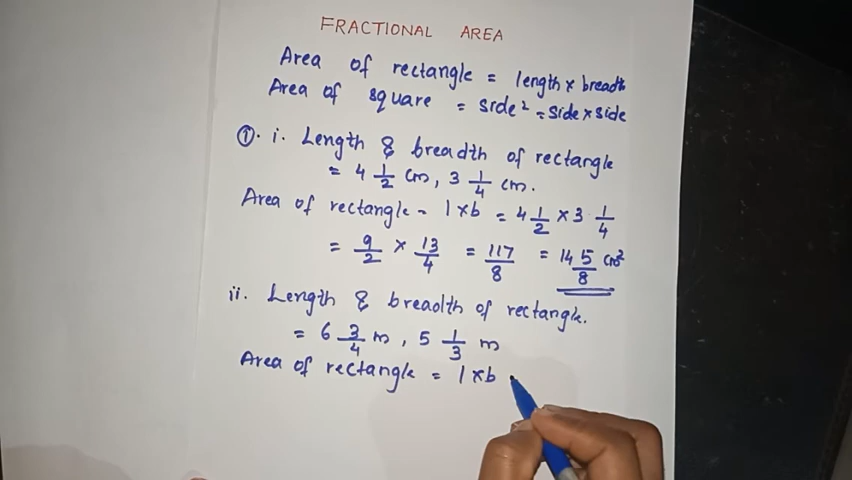 FRACTIONAL AREA
Area of rectangle = length × breadth
Area of square = side² = side × side
①. i. Length & breadth of rectangle
= 4 1/2 cm, 3 1/4 cm.
Area of rectangle = l × b = 4 1/2 × 3 1/4
= 9/2 × 13/4 = 117/8 = 14 5/8 cm²
ii. Length & breadth of rectangle.
= 6 3/4 m, 5 1/3 m
Area of rectangle = l × b